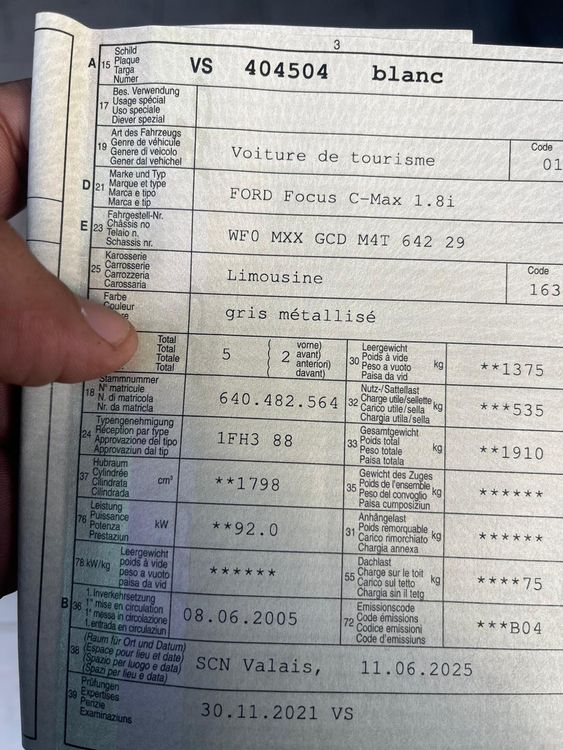 3
A 15 Schild
Plaque
Targa
Numer
VS 404504 blanc
17 Bes. Verwendung
Usage spécial
Uso speciale
Diever spezial
19 Art des Fahrzeugs
Genre de véhicule
Genere di veicolo
Gener dal vehichel
Voiture de tourisme
Code
01
D 21 Marke und Typ
Marque et type
Marca e tipo
Marca e tip
FORD Focus C-Max 1.8i
E 23 Fahrgestell-Nr.
Châssis no
Telaio n.
Schassis nr.
WF0 MXX GCD M4T 642 29
25 Karosserie
Carrosserie
Carrozzeria
Carossaria
Limousine
Code
163
Farbe
Couleur
gris métallisé
Total
Total
Totale
Total
5
2
vorne)
avant)
anteriori)
davant)
30 Leergewicht
Poids à vide
Peso a vuoto
Paisa da vid
kg
**1375
18 Stammnummer
N° matricule
N. di matricola
Nr. da matricla
640.482.564
32 Nutz-/Sattellast
Charge utile/sellette
Carico utile/sella
Chargia utila/sella
kg
***535
24 Typengenehmigung
Réception par type
Approvazione del tipo
Approvaziun dal tip
1FH3 88
33 Gesamtgewicht
Poids total
Peso totale
Paisa totala
kg
**1910
37 Hubraum
Cylindrée
Cilindrata
Cilindrada
cm³
**1798
35 Gewicht des Zuges
Poids de l'ensemble
Peso del convoglio
Paisa cumposiziun
kg
******
76 Leistung
Puissance
Potenza
Prestaziun
kW
**92.0
31 Anhängelast
Poids remorquable
Carico rimorchiato
Chargia annexa
kg
******
78 kW/kg
Leergewicht
poids à vide
peso a vuoto
paisa da vid
******
55 Dachlast
Charge sur le toit
Carico sul tetto
Chargia sin il tetg
kg
****75
B 36 1. Inverkehrsetzung
1re mise en circulation
1a messa in circolazione
1. entrada en circulaziun
08.06.2005
72 Emissionscode
Code émissions
Codice emissioni
Code d'emissiuns
***B04
38 (Raum für Ort und Datum)
(Espace pour lieu et date)
(Spazio per luogo e data)
(Spazi per lieu e data)
SCN Valais, 11.06.2025
39 Prüfungen
Expertises
Perizie
Examinaziuns
30.11.2021 VS